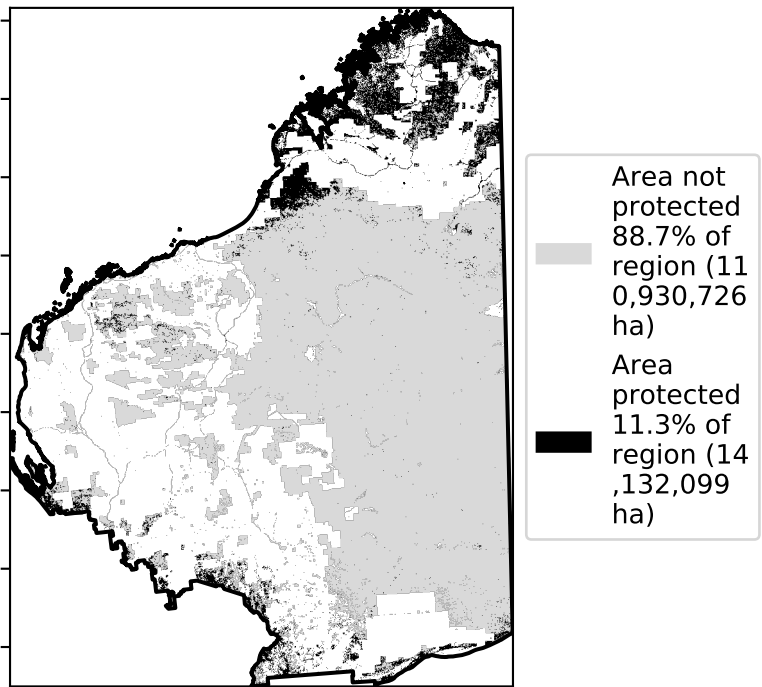 Area not
protected
88.7% of
region (11
0,930,726
ha)
Area
protected
11.3% of
region (14
,132,099
ha)